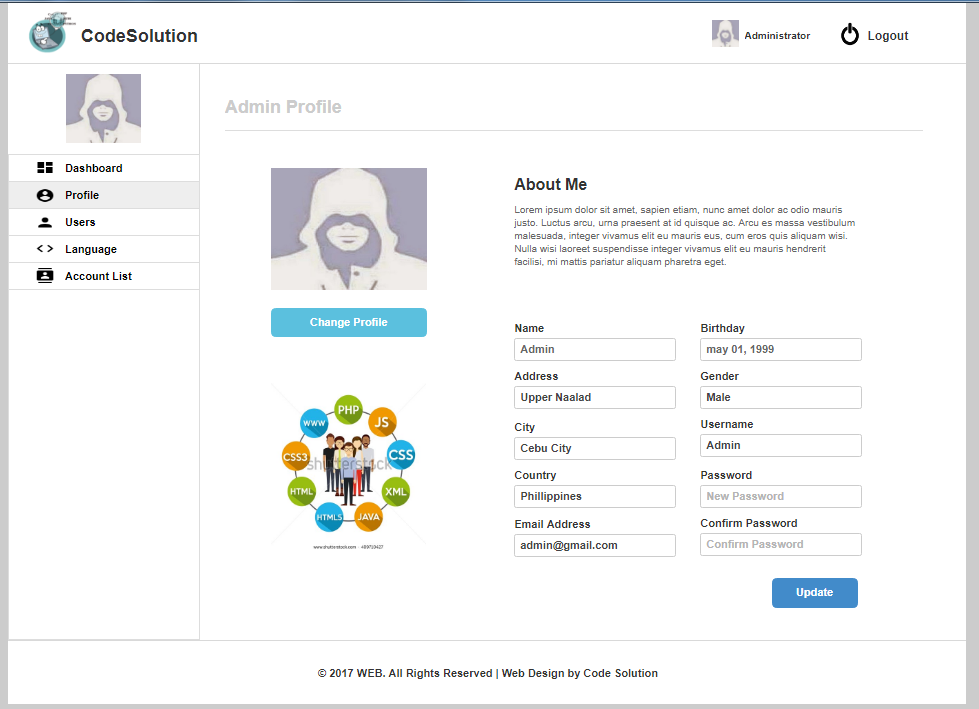 CodeSolution
Administrator
Logout
Dashboard
Profile
Users
Language
Account List
Admin Profile
Change Profile
PHP
JS
WWW
CSS3
CSS
HTML
XML
HTML5
JAVA
shutterstock
www.shutterstock.com · 489719427
About Me
Lorem ipsum dolor sit amet, sapien etiam, nunc amet dolor ac odio mauris
justo. Luctus arcu, urna praesent at id quisque ac. Arcu es massa vestibulum
malesuada, integer vivamus elit eu mauris eus, cum eros quis aliquam wisi.
Nulla wisi laoreet suspendisse integer vivamus elit eu mauris hendrerit
facilisi, mi mattis pariatur aliquam pharetra eget.
Name
Admin
Address
Upper Naalad
City
Cebu City
Country
Phillippines
Email Address
admin@gmail.com
Birthday
may 01, 1999
Gender
Male
Username
Admin
Password
New Password
Confirm Password
Confirm Password
Update
© 2017 WEB. All Rights Reserved | Web Design by Code Solution